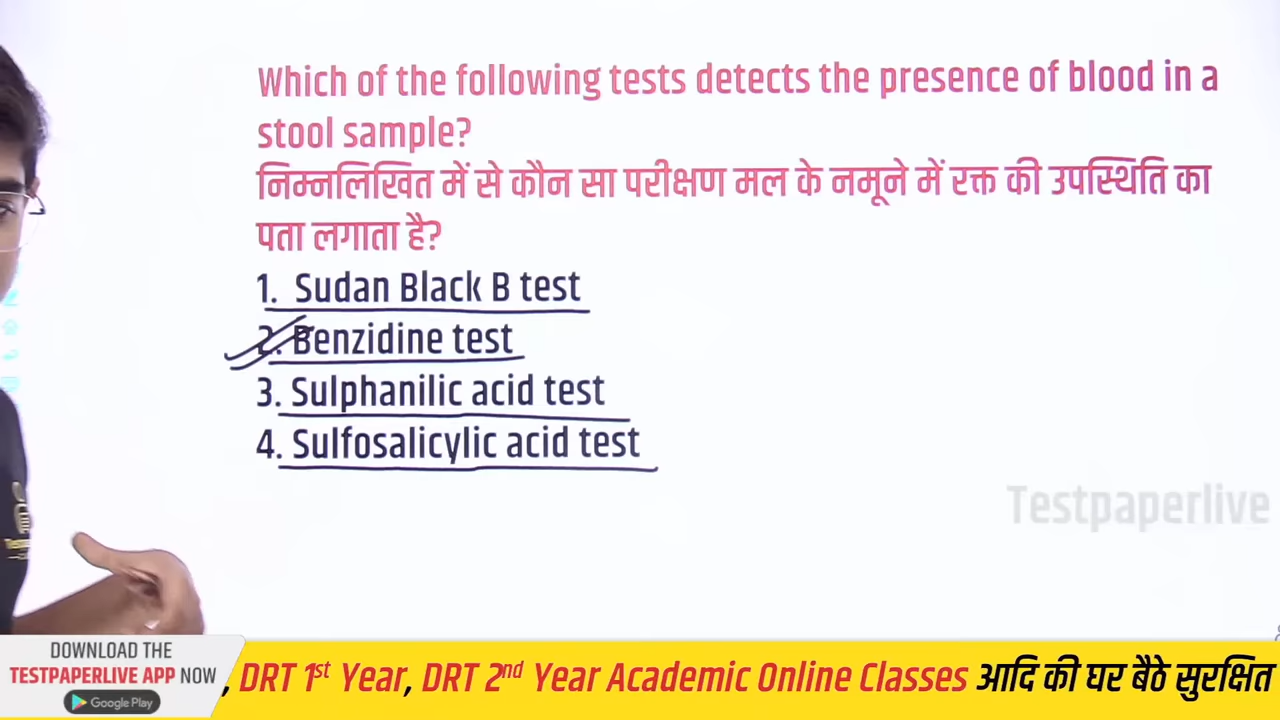 Which of the following tests detects the presence of blood in a
stool sample?
निम्नलिखित में से कौन सा परीक्षण मल के नमूने में रक्त की उपस्थिति का
पता लगाता है?
1. Sudan Black B test
2. Benzidine test
3. Sulphanilic acid test
4. Sulfosalicylic acid test
Testpaperlive
DOWNLOAD THE
TESTPAPERLIVE APP NOW
Google Play
, DRT 1st Year, DRT 2nd Year Academic Online Classes आदि की घर बैठे सुरक्षित